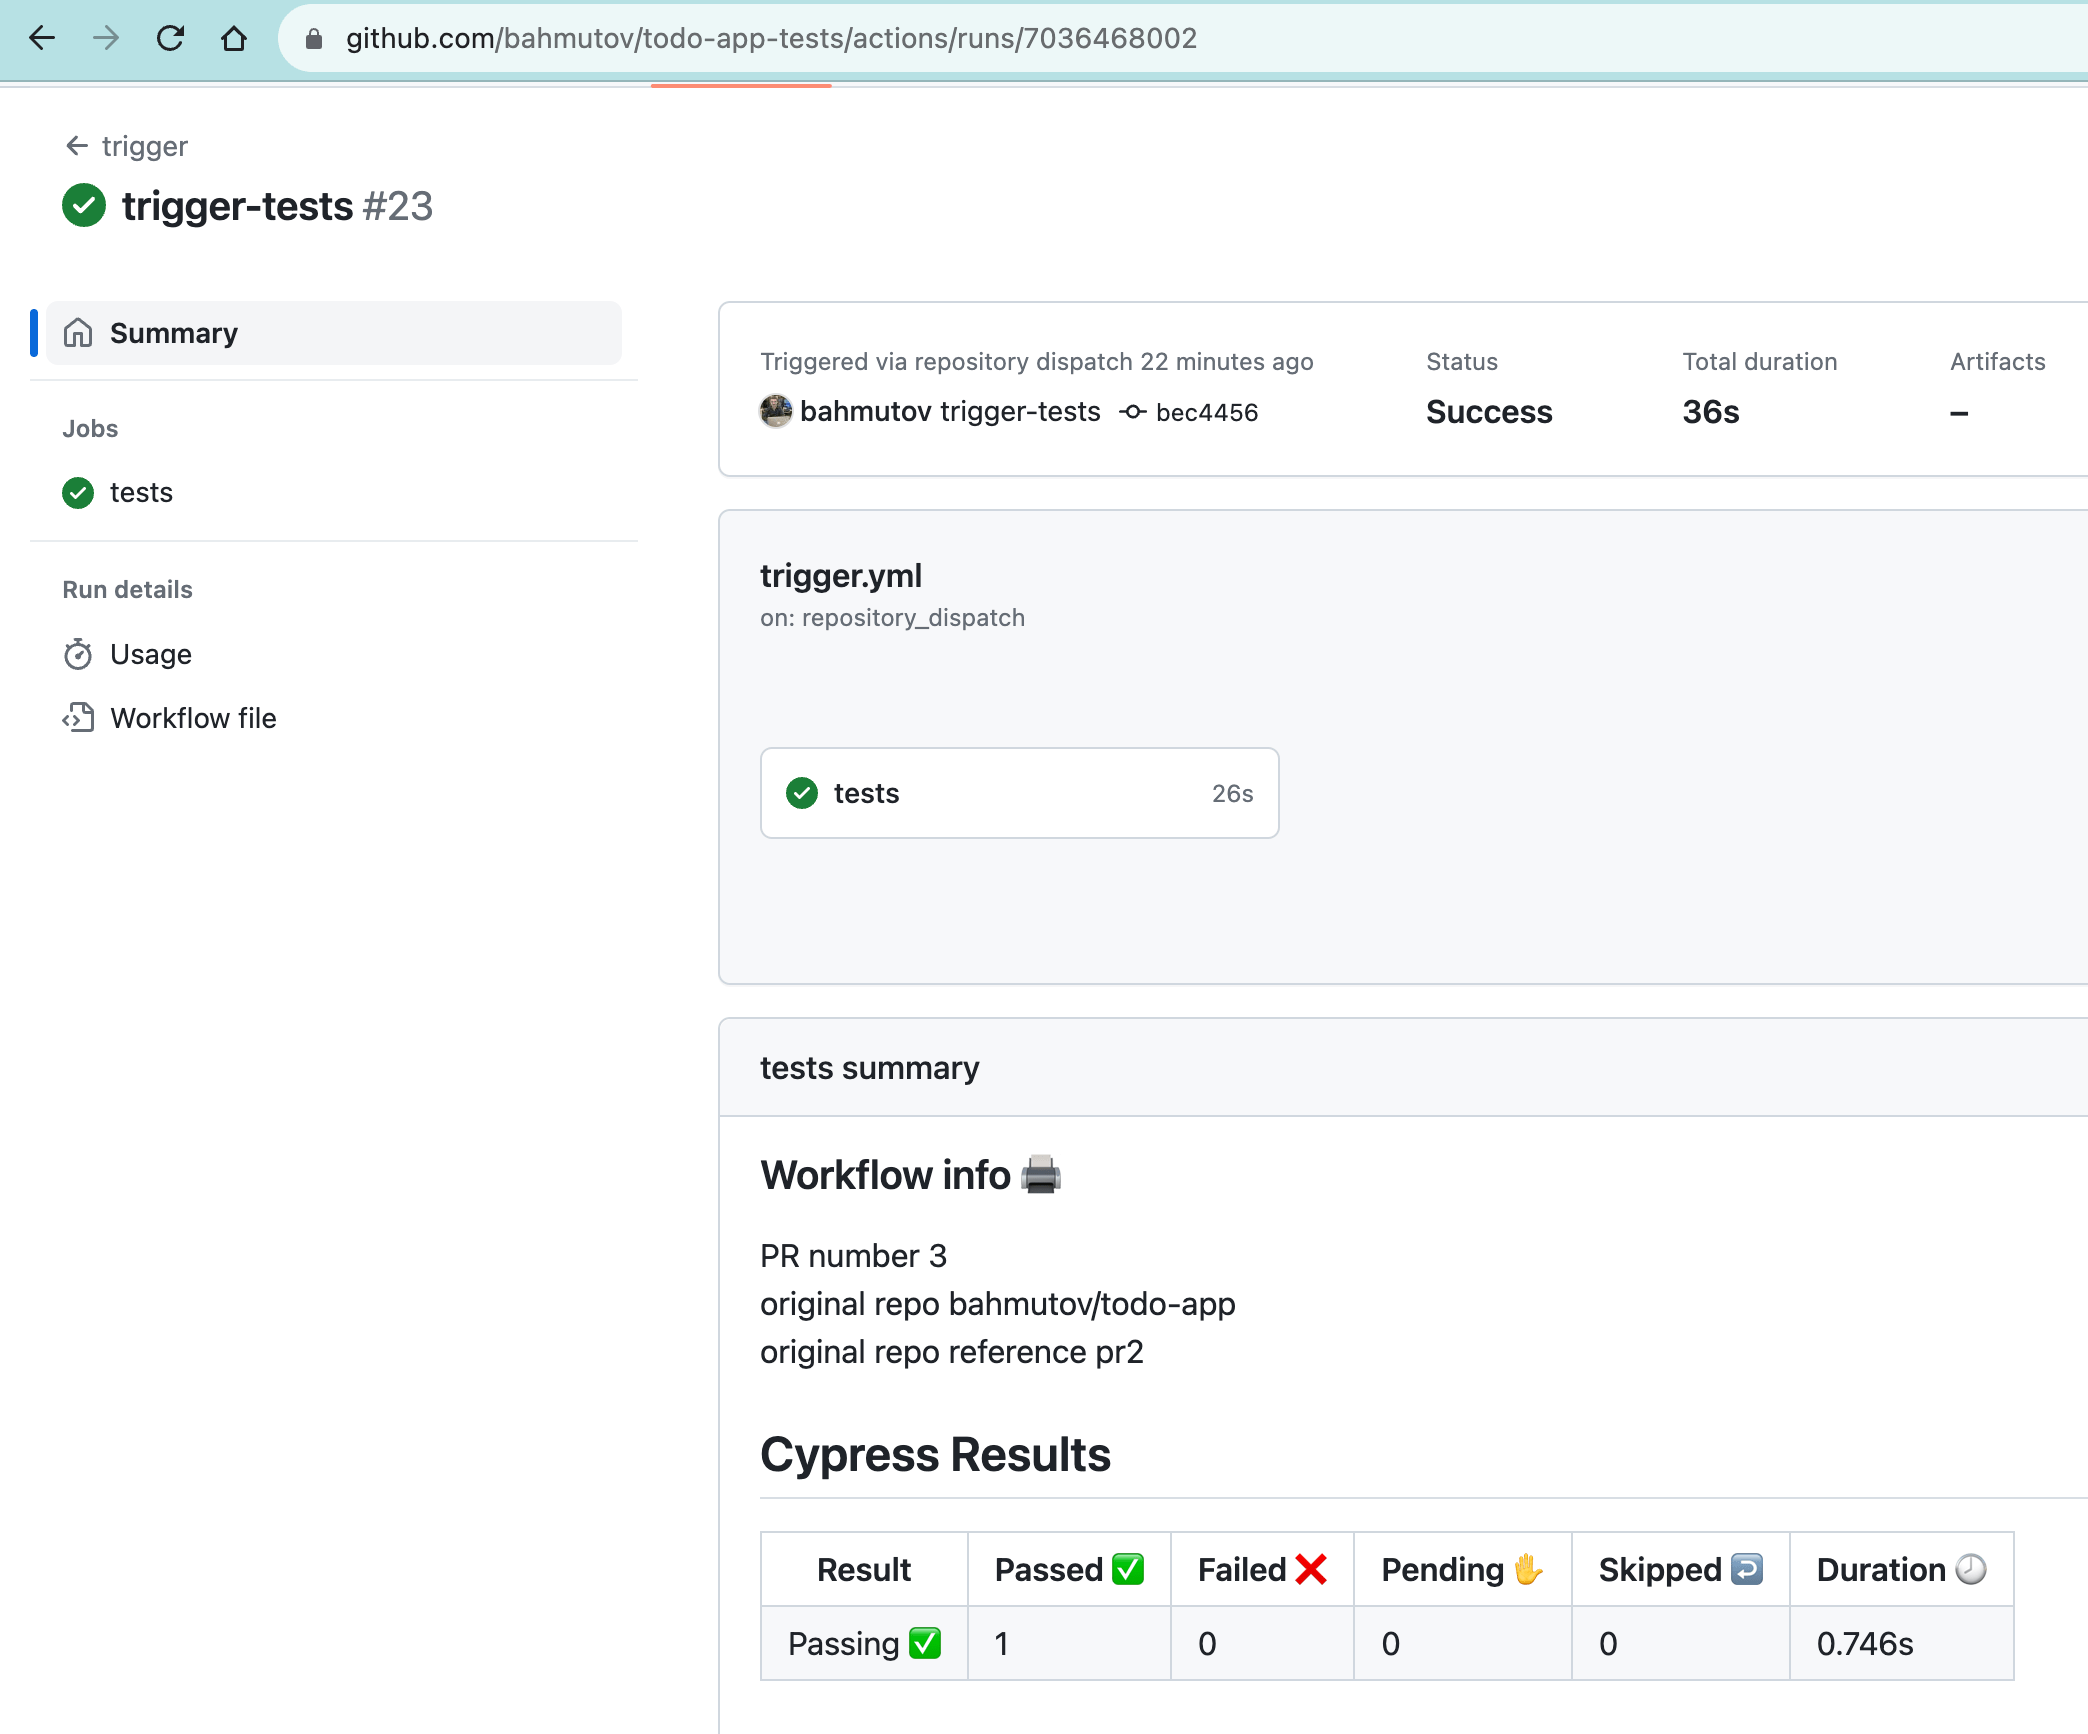 github.com/bahmutov/todo-app-tests/actions/runs/7036468002
trigger
trigger-tests #23
Summary
Jobs
tests
Run details
Usage
Workflow file
Triggered via repository dispatch 22 minutes ago
bahmutov trigger-tests bec4456
Status
Success
Total duration
36s
Artifacts
–
trigger.yml
on: repository_dispatch
tests 26s
tests summary
Workflow info
PR number 3
original repo bahmutov/todo-app
original repo reference pr2
Cypress Results
Result Passed Failed Pending Skipped Duration
Passing 1 0 0 0 0.746s